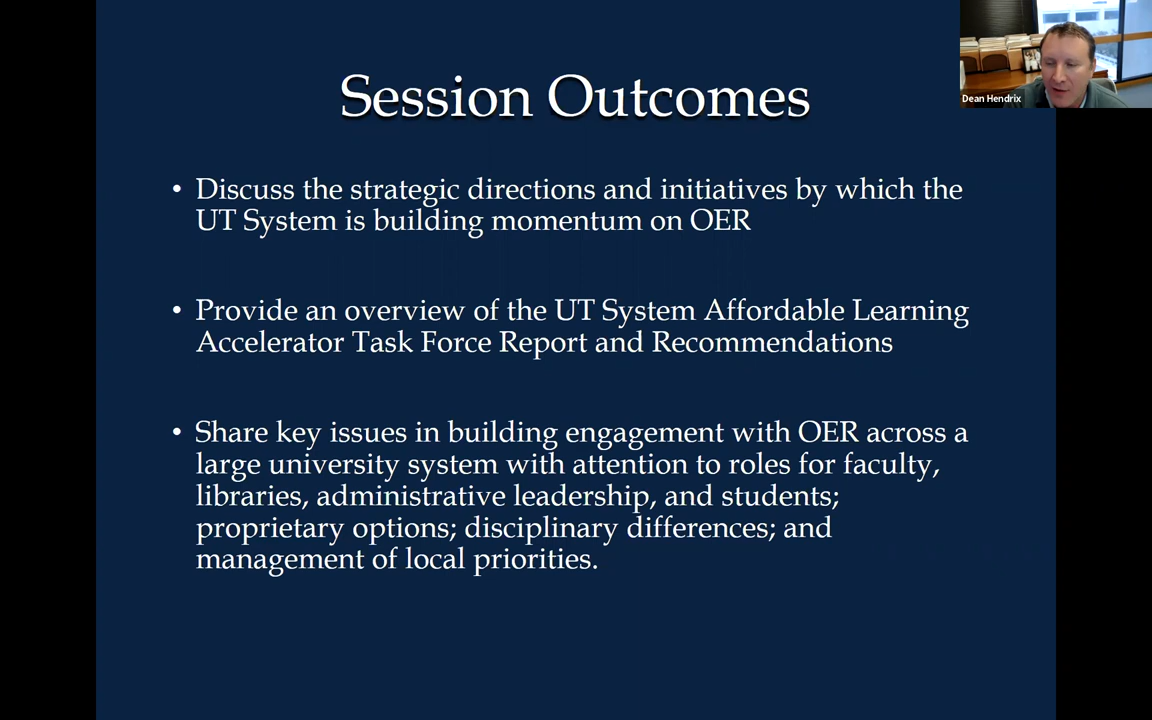 Session Outcomes
Dean Hendrix
• Discuss the strategic directions and initiatives by which the
UT System is building momentum on OER
• Provide an overview of the UT System Affordable Learning
Accelerator Task Force Report and Recommendations
• Share key issues in building engagement with OER across a
large university system with attention to roles for faculty,
libraries, administrative leadership, and students;
proprietary options; disciplinary differences; and
management of local priorities.